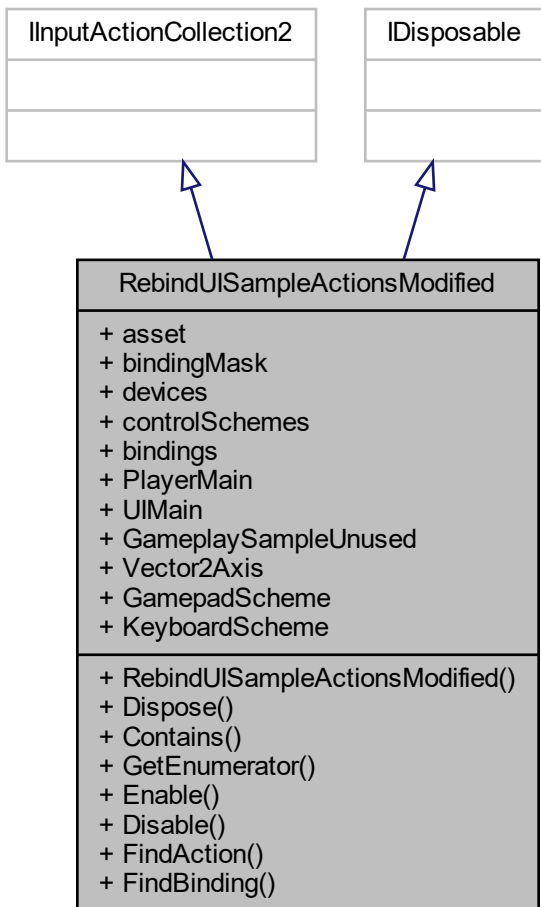 IInputActionCollection2
IDisposable
RebindUISampleActionsModified
+ asset
+ bindingMask
+ devices
+ controlSchemes
+ bindings
+ PlayerMain
+ UIMain
+ GameplaySampleUnused
+ Vector2Axis
+ GamepadScheme
+ KeyboardScheme
+ RebindUISampleActionsModified()
+ Dispose()
+ Contains()
+ GetEnumerator()
+ Enable()
+ Disable()
+ FindAction()
+ FindBinding()